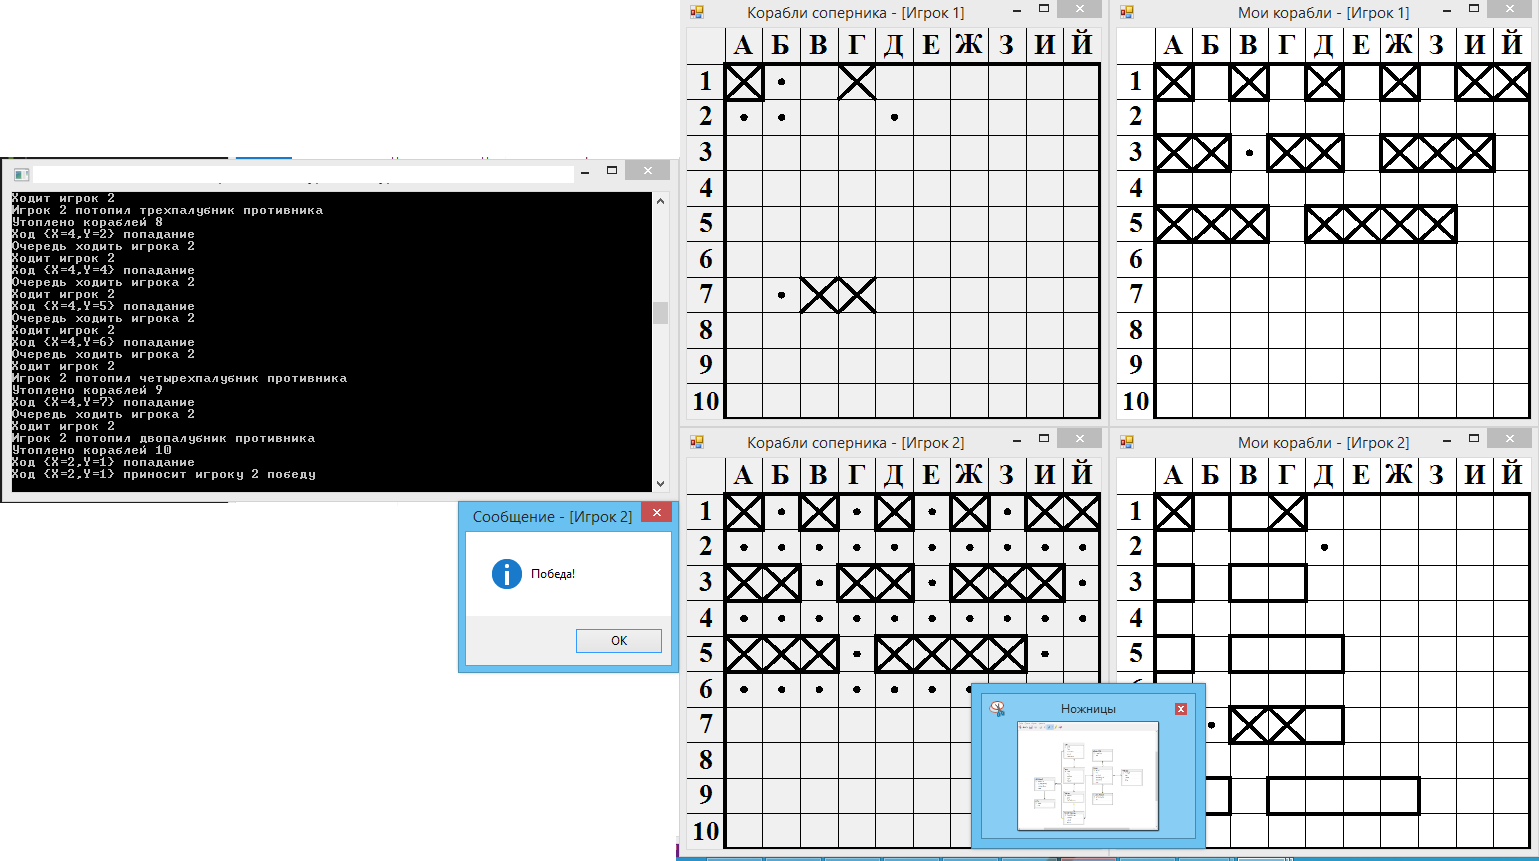 Ходит игрок 2
Игрок 2 потопил трехпалубник противника
Утоплено кораблей 8
Ход {X=4,Y=2} попадание
Очередь ходить игрока 2
Ходит игрок 2
Ход {X=4,Y=4} попадание
Очередь ходить игрока 2
Ходит игрок 2
Ход {X=4,Y=5} попадание
Очередь ходить игрока 2
Ходит игрок 2
Ход {X=4,Y=6} попадание
Очередь ходить игрока 2
Ходит игрок 2
Игрок 2 потопил четырехпалубник противника
Утоплено кораблей 9
Ход {X=4,Y=7} попадание
Очередь ходить игрока 2
Ходит игрок 2
Игрок 2 потопил двопалубник противника
Утоплено кораблей 10
Ход {X=2,Y=1} попадание
Ход {X=2,Y=1} приносит игроку 2 победу
Сообщение - [Игрок 2]
Победа!
OK
Корабли соперника - [Игрок 1]
А Б В Г Д Е Ж З И Й
1
2
3
4
5
6
7
8
9
10
Мои корабли - [Игрок 1]
А Б В Г Д Е Ж З И Й
1
2
3
4
5
6
7
8
9
10
Корабли соперника - [Игрок 2]
А Б В Г Д Е Ж З И Й
1
2
3
4
5
6
7
8
9
10
Мои корабли - [Игрок 2]
А Б В Г Д Е Ж З И Й
1
2
3
4
5
7
8
9
10
Ножницы